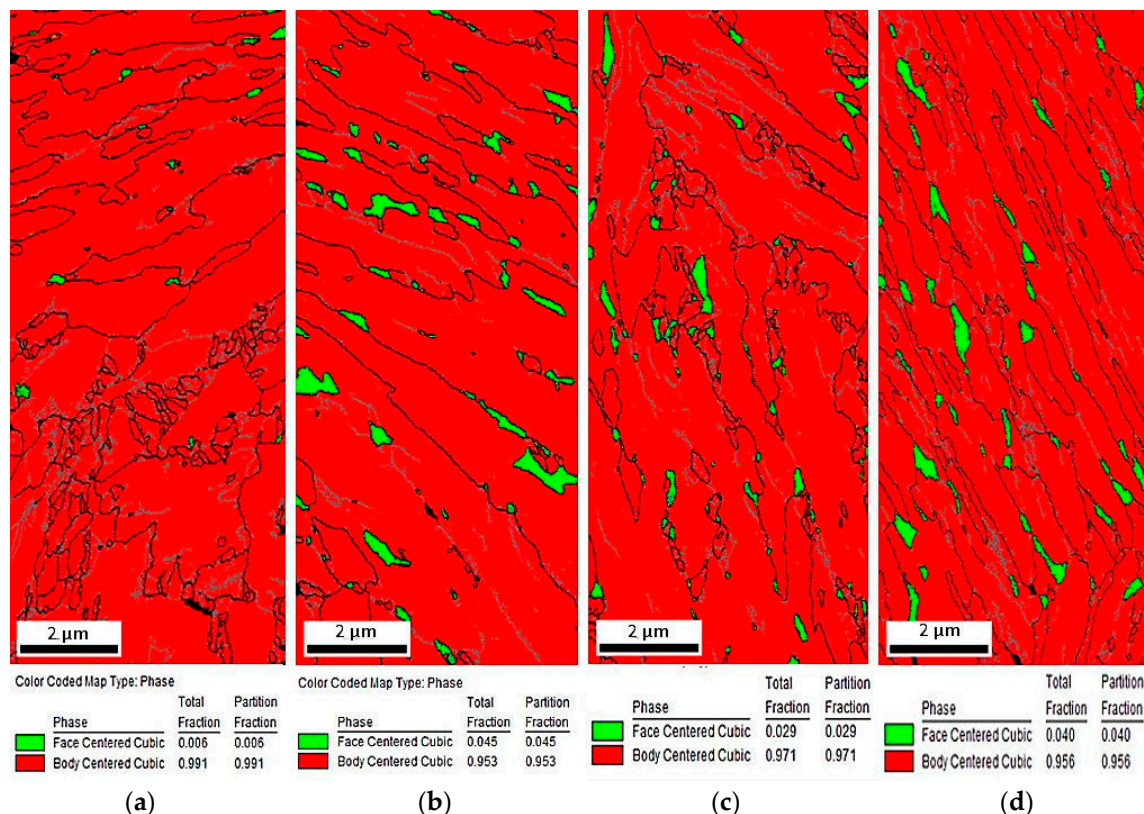 2 µm
2 µm
2 µm
2 µm
Color Coded Map Type: Phase
Total Partition
Phase Fraction Fraction
Face Centered Cubic 0.006 0.006
Body Centered Cubic 0.991 0.991
Color Coded Map Type: Phase
Total Partition
Phase Fraction Fraction
Face Centered Cubic 0.045 0.045
Body Centered Cubic 0.953 0.953
Total Partition
Phase Fraction Fraction
Face Centered Cubic 0.029 0.029
Body Centered Cubic 0.971 0.971
Total Partition
Phase Fraction Fraction
Face Centered Cubic 0.040 0.040
Body Centered Cubic 0.956 0.956
(a) (b) (c) (d)